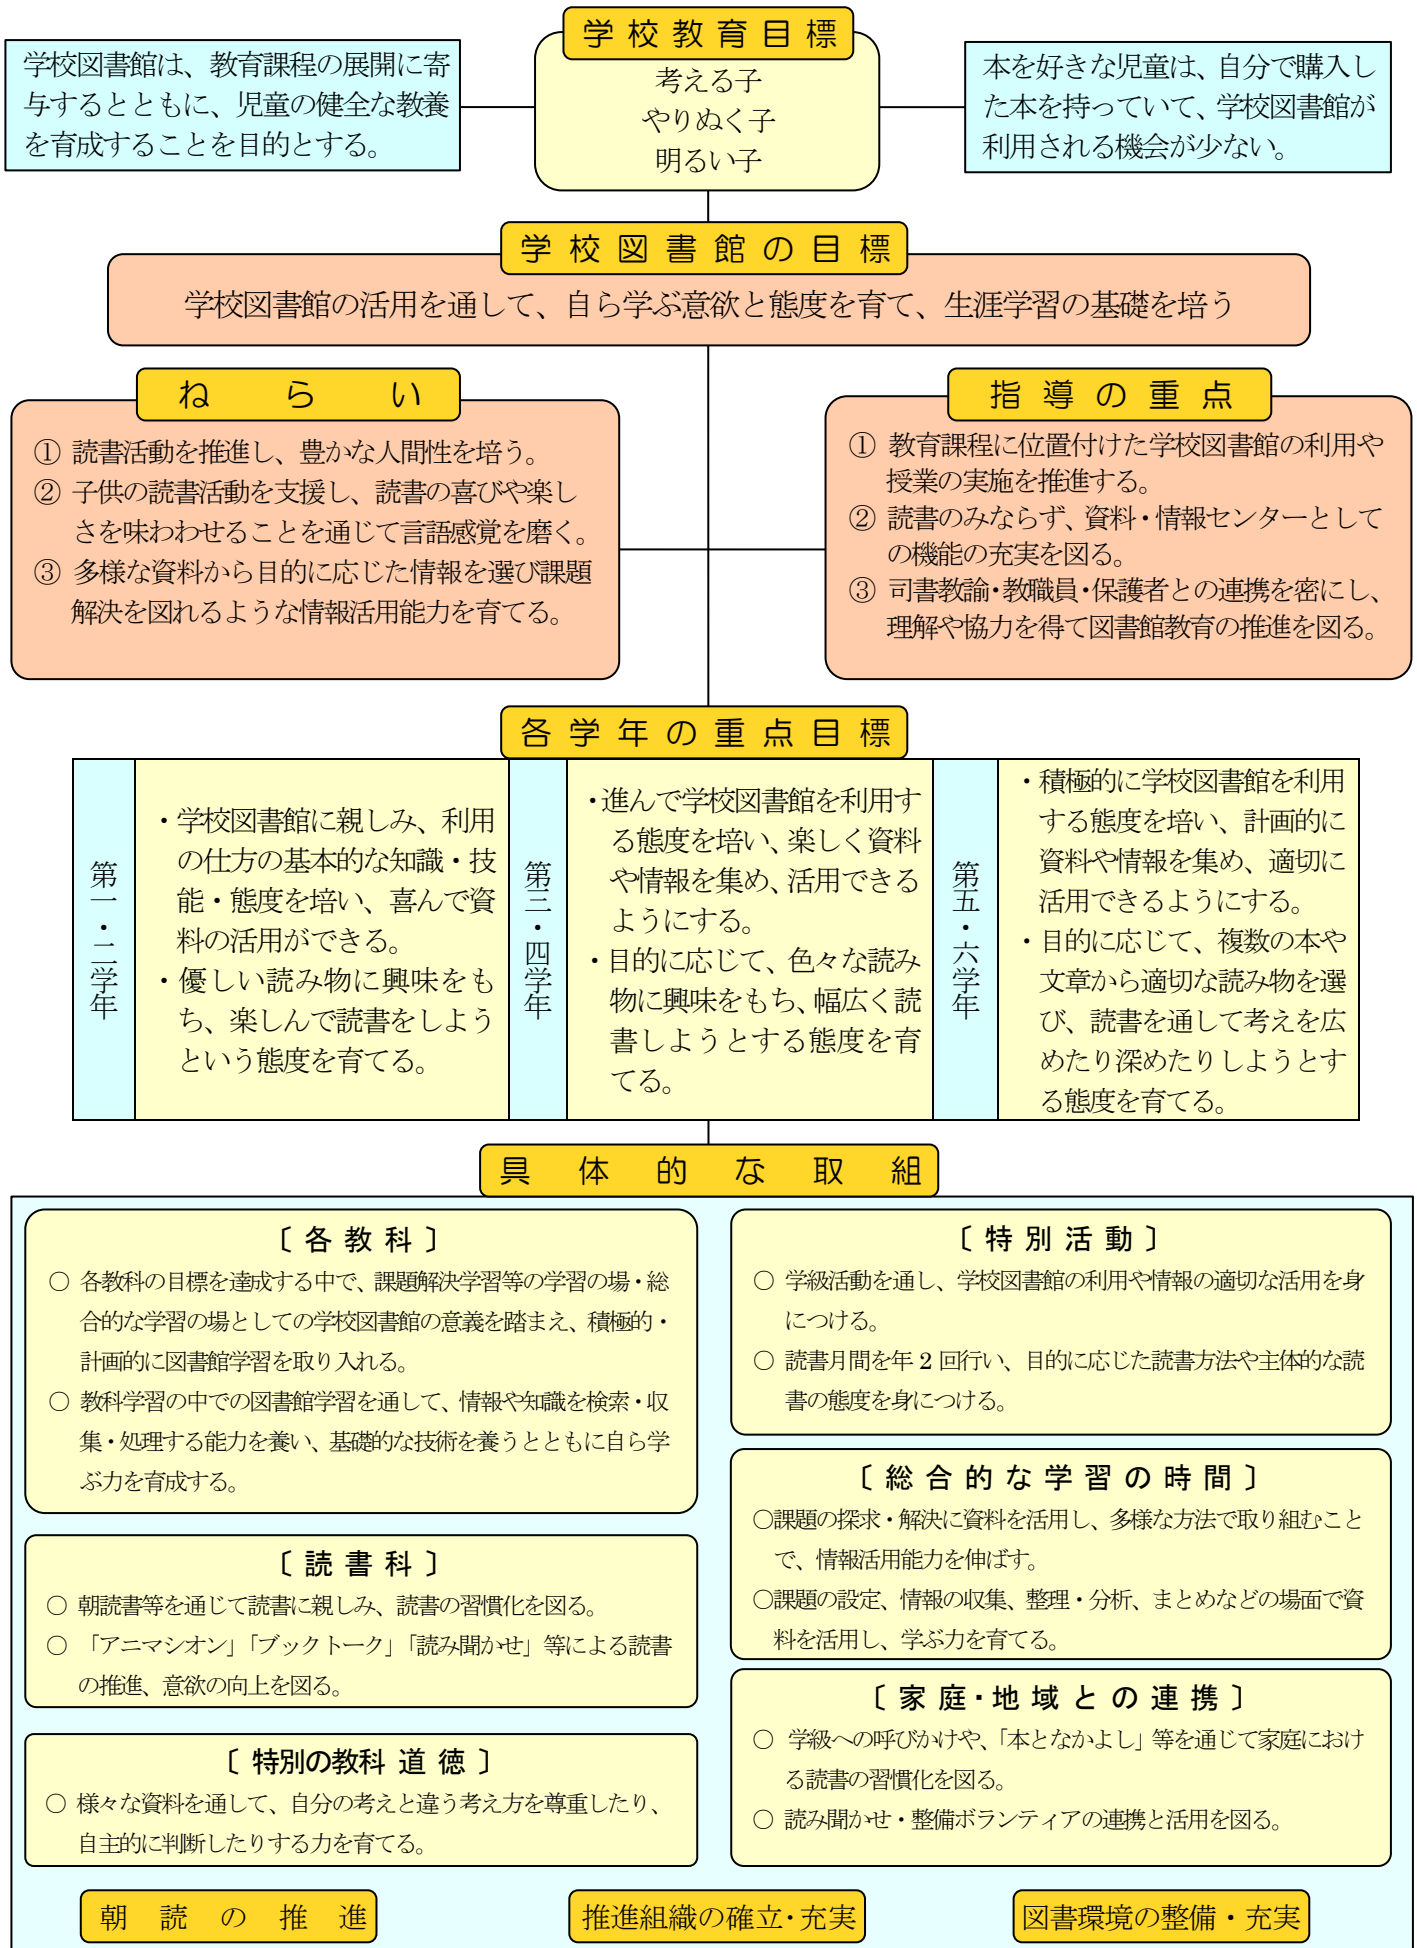 学校教育目標
考える子
やりぬく子
明るい子
学校図書館は、教育課程の展開に寄
与するとともに、児童の健全な教養
を育成することを目的とする。
本を好きな児童は、自分で購入し
た本を持っていて、学校図書館が
利用される機会が少ない。
学校図書館の目標
学校図書館の活用を通して、自ら学ぶ意欲と態度を育て、生涯学習の基礎を培う
ねらい
① 読書活動を推進し、豊かな人間性を培う。
② 子供の読書活動を支援し、読書の喜びや楽し
さを味わわせることを通じて言語感覚を磨く。
③ 多様な資料から目的に応じた情報を選び課題
解決を図れるような情報活用能力を育てる。
指導の重点
① 教育課程に位置付けた学校図書館の利用や
授業の実施を推進する。
② 読書のみならず、資料・情報センターとして
の機能の充実を図る。
③ 司書教諭・教職員・保護者との連携を密にし、
理解や協力を得て図書館教育の推進を図る。
各学年の重点目標
第一・二学年
・学校図書館に親しみ、利用
の仕方の基本的な知識・技
能・態度を培い、喜んで資
料の活用ができる。
・優しい読み物に興味をも
ち、楽しんで読書をしよう
という態度を育てる。
第三・四学年
・進んで学校図書館を利用す
る態度を培い、楽しく資料
や情報を集め、活用できる
ようにする。
・目的に応じて、色々な読み
物に興味をもち、幅広く読
書しようとする態度を育
てる。
第五・六学年
・積極的に学校図書館を利用
する態度を培い、計画的に
資料や情報を集め、適切に
活用できるようにする。
・目的に応じて、複数の本や
文章から適切な読み物を選
び、読書を通して考えを広
めたり深めたりしようとす
る態度を育てる。
具体的な取組
〔各教科〕
○ 各教科の目標を達成する中で、課題解決学習等の学習の場・総
合的な学習の場としての学校図書館の意義を踏まえ、積極的・
計画的に図書館学習を取り入れる。
○ 教科学習の中での図書館学習を通して、情報や知識を検索・収
集・処理する能力を養い、基礎的な技術を養うとともに自ら学
ぶ力を育成する。
〔読書科〕
○ 朝読書等を通じて読書に親しみ、読書の習慣化を図る。
○ 「アニマシオン」「ブックトーク」「読み聞かせ」等による読書
の推進、意欲の向上を図る。
〔特別の教科 道徳〕
○ 様々な資料を通して、自分の考えと違う考え方を尊重したり、
自主的に判断したりする力を育てる。
〔特別活動〕
○ 学級活動を通し、学校図書館の利用や情報の適切な活用を身
につける。
○ 読書月間を年2回行い、目的に応じた読書方法や主体的な読
書の態度を身につける。
〔総合的な学習の時間〕
○課題の探求・解決に資料を活用し、多様な方法で取り組むこと
で、情報活用能力を伸ばす。
○課題の設定、情報の収集、整理・分析、まとめなどの場面で資
料を活用し、学ぶ力を育てる。
〔家庭・地域との連携〕
○ 学級への呼びかけや、「本となかよし」等を通じて家庭におけ
る読書の習慣化を図る。
○ 読み聞かせ・整備ボランティアの連携と活用を図る。
朝読の推進
推進組織の確立・充実
図書環境の整備・充実